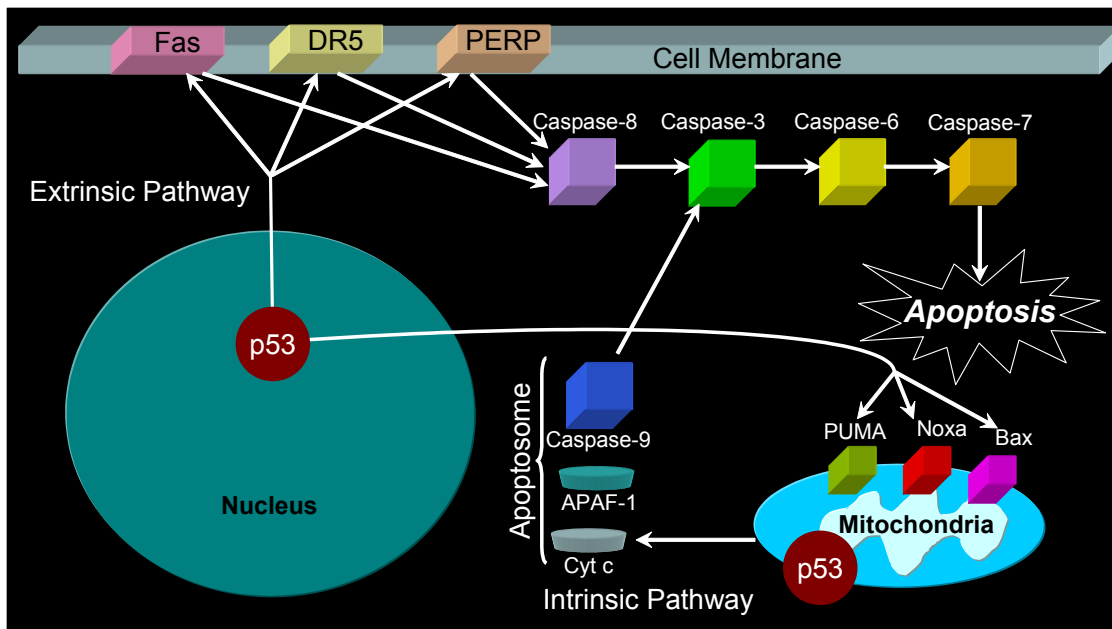 Fas
DR5
PERP
Cell Membrane
Caspase-8
Caspase-3
Caspase-6
Caspase-7
Extrinsic Pathway
Apoptosis
p53
Apoptosome
Caspase-9
PUMA
Noxa
Bax
Nucleus
APAF-1
Mitochondria
Cyt c
p53
Intrinsic Pathway